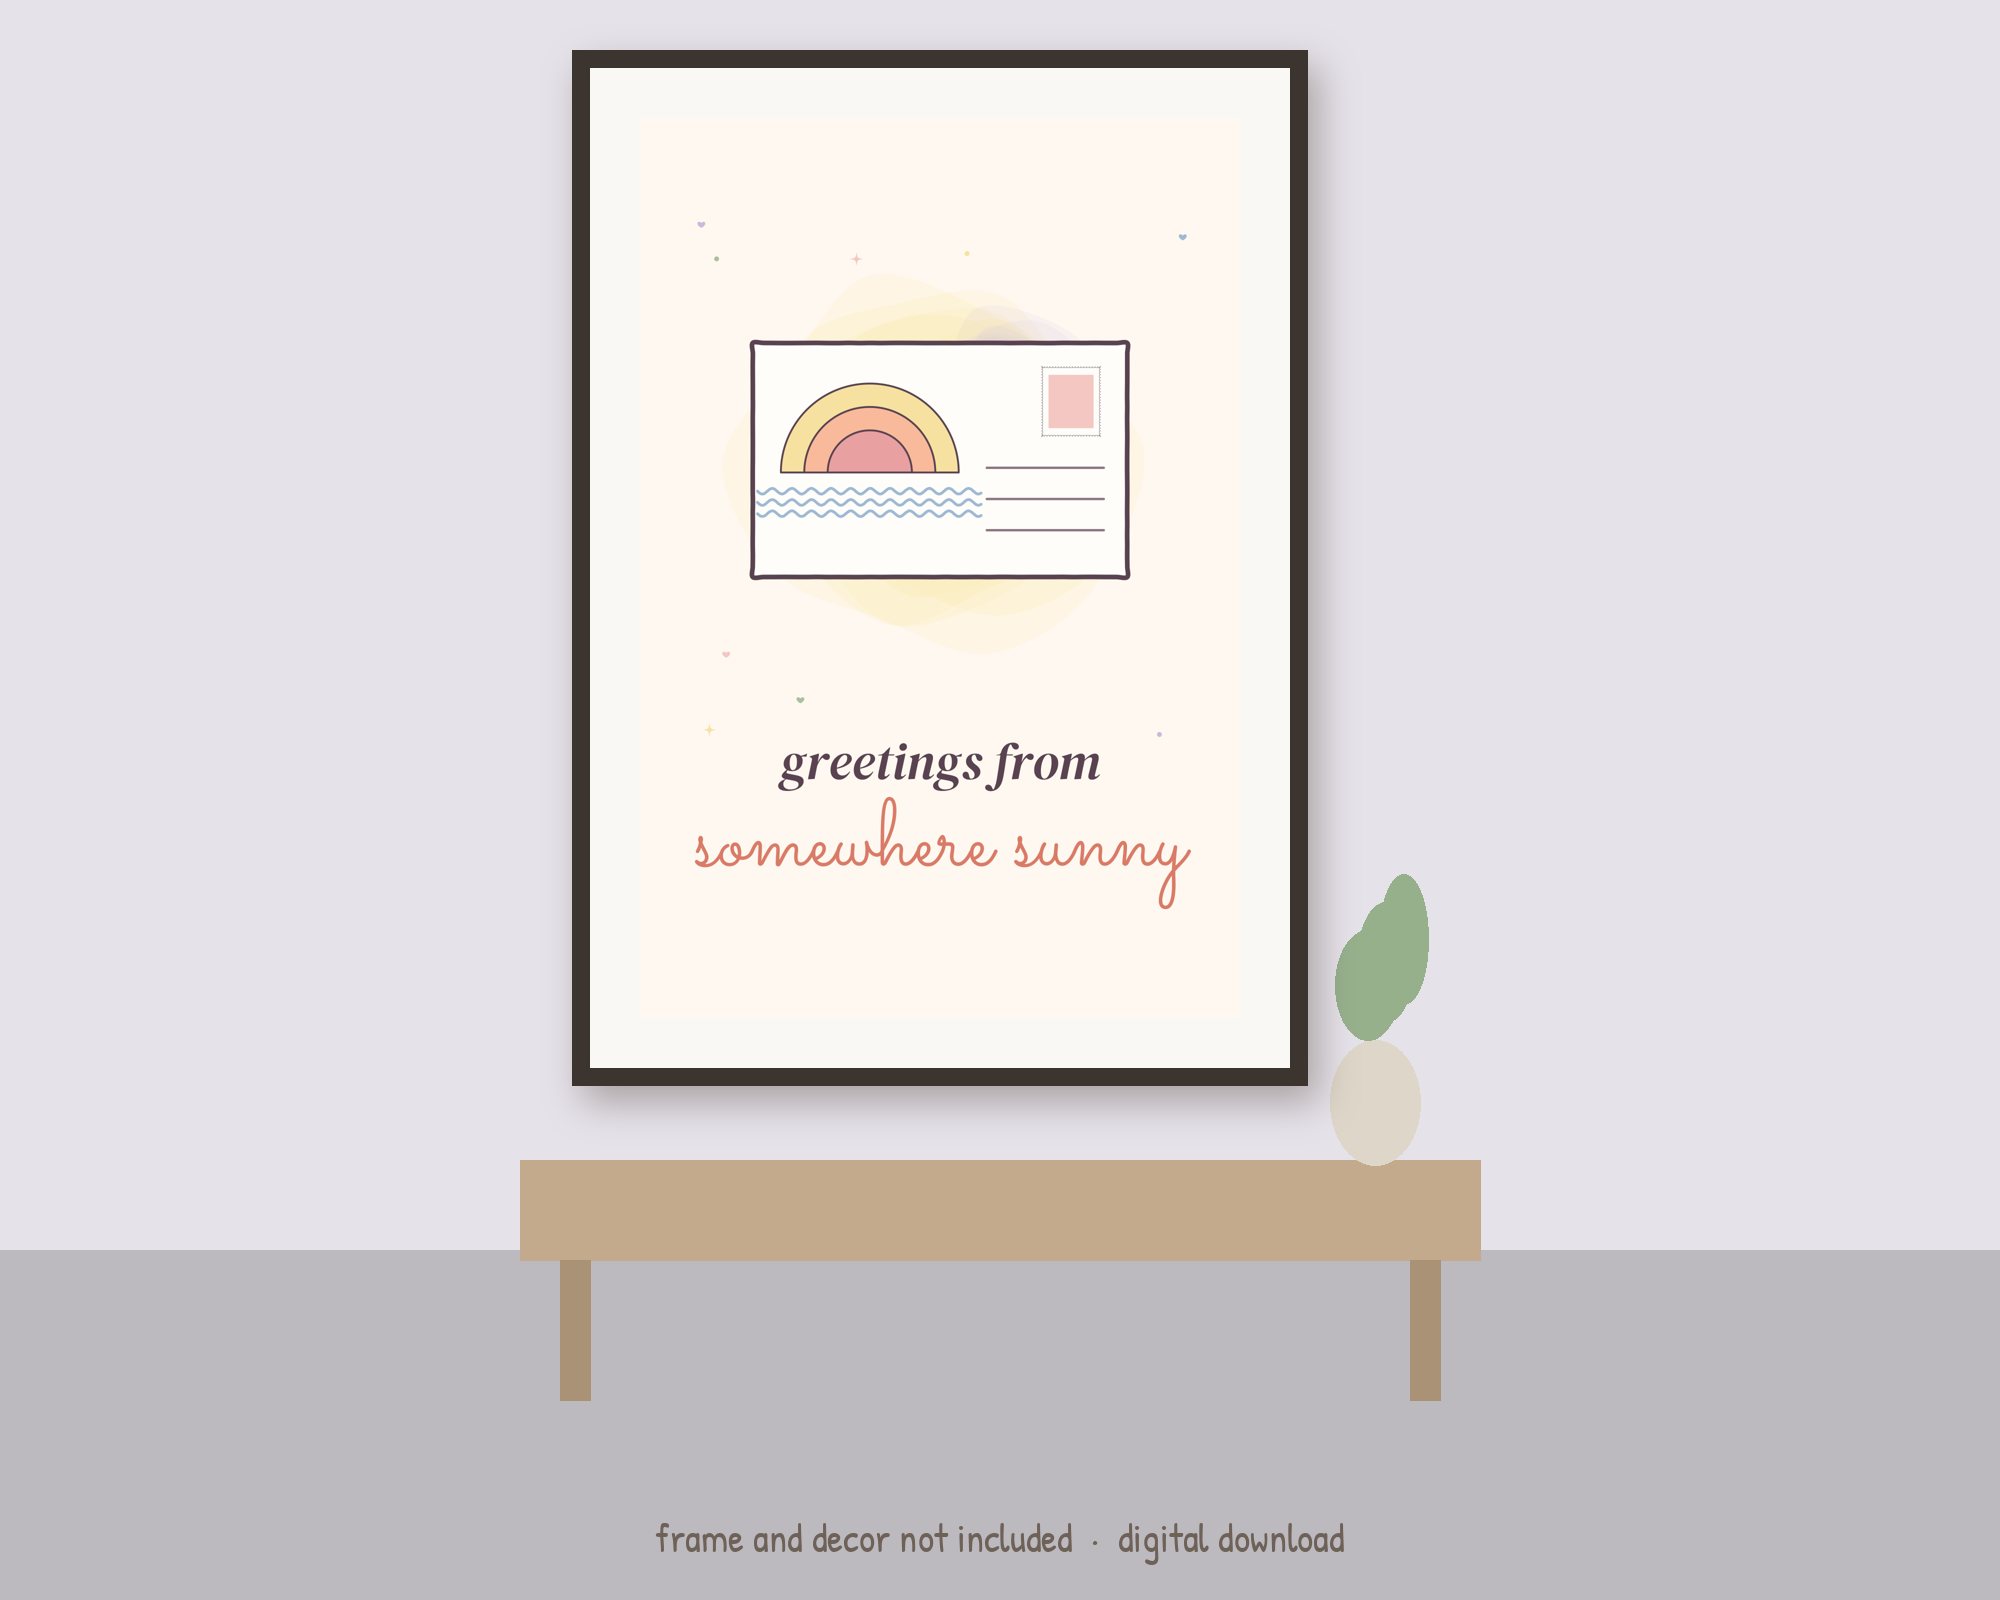 greetings from
somewhere sunny
frame and decor not included · digital download